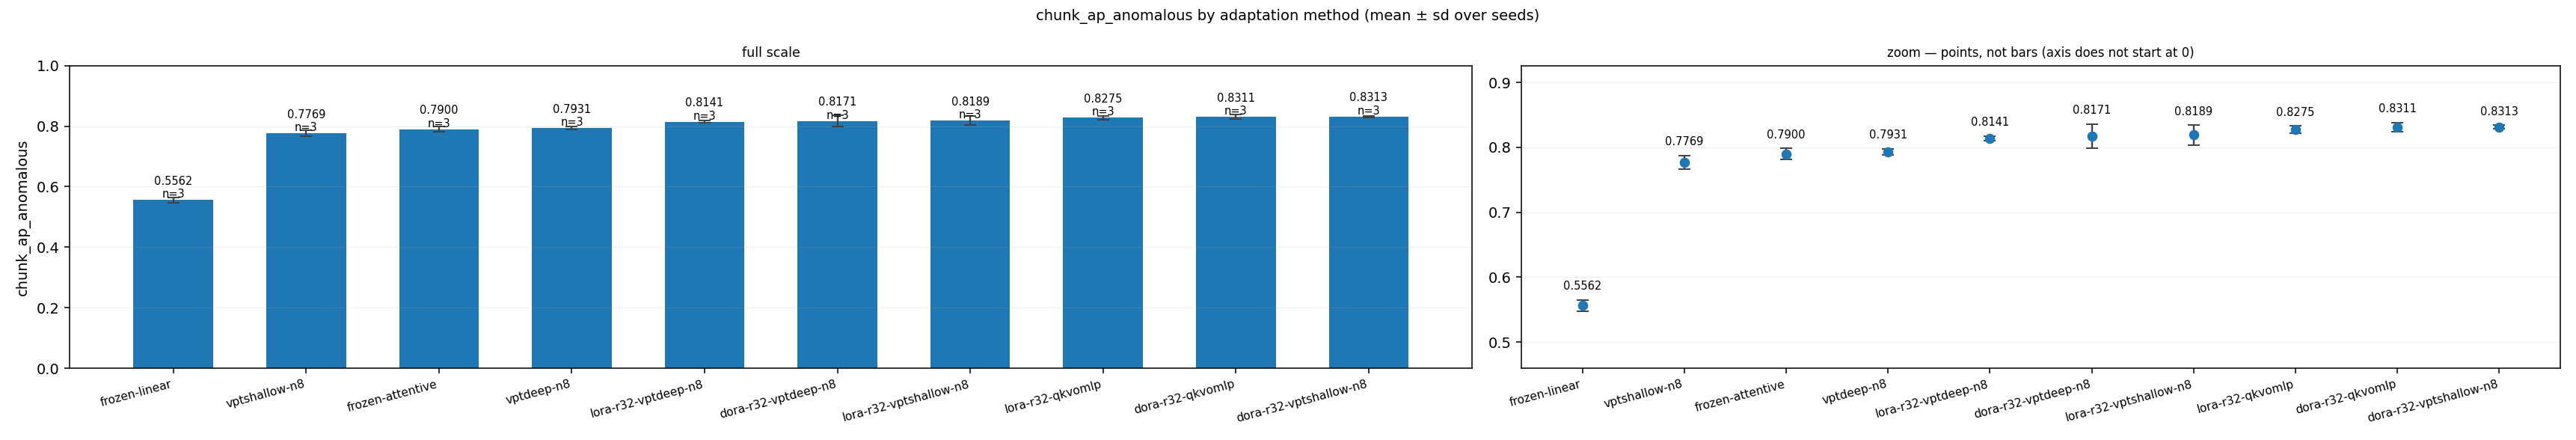 chunk_ap_anomalous by adaptation method (mean ± sd over seeds)
full scale
chunk_ap_anomalous
1.0
0.8
0.6
0.4
0.2
0.0
0.5562
n=3
0.7769
n=3
0.7900
n=3
0.7931
n=3
0.8141
n=3
0.8171
n=3
0.8189
n=3
0.8275
n=3
0.8311
n=3
0.8313
n=3
frozen-linear
vptshallow-n8
frozen-attentive
vptdeep-n8
lora-r32-vptdeep-n8
dora-r32-vptdeep-n8
lora-r32-vptshallow-n8
lora-r32-qkvomlp
dora-r32-qkvomlp
dora-r32-vptshallow-n8
zoom — points, not bars (axis does not start at 0)
0.9
0.8
0.7
0.6
0.5
0.5562
0.7769
0.7900
0.7931
0.8141
0.8171
0.8189
0.8275
0.8311
0.8313
frozen-linear
vptshallow-n8
frozen-attentive
vptdeep-n8
lora-r32-vptdeep-n8
dora-r32-vptdeep-n8
lora-r32-vptshallow-n8
lora-r32-qkvomlp
dora-r32-qkvomlp
dora-r32-vptshallow-n8